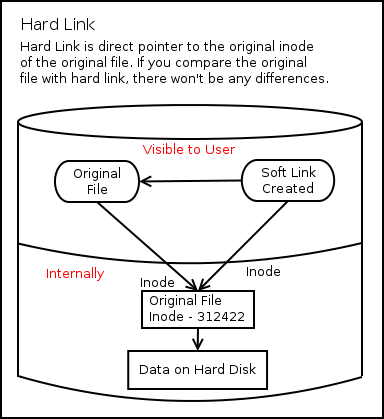 Hard Link
Hard Link is direct pointer to the original inode
of the original file. If you compare the original
file with hard link, there won't be any differences.
Visible to User
Original
File
Soft Link
Created
Internally
Inode
Inode
Original File
Inode - 312422
Data on Hard Disk